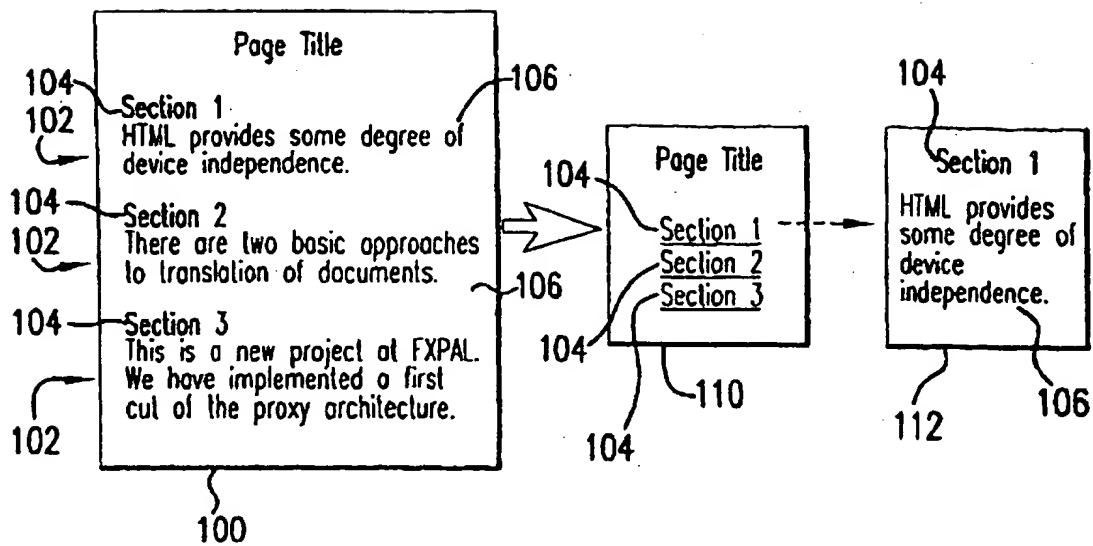 Page Title
104
Section 1
106
102
HTML provides some degree of
device independence.
104
Section 2
102
There are two basic approaches
to translation of documents.
106
104
Section 3
This is a new project at FXPAL.
We have implemented a first
102
cut of the proxy architecture.
100
Page Title
104
Section 1
Section 2
Section 3
104
104
110
104
Section 1
HTML provides
some degree of
device
independence.
112
106